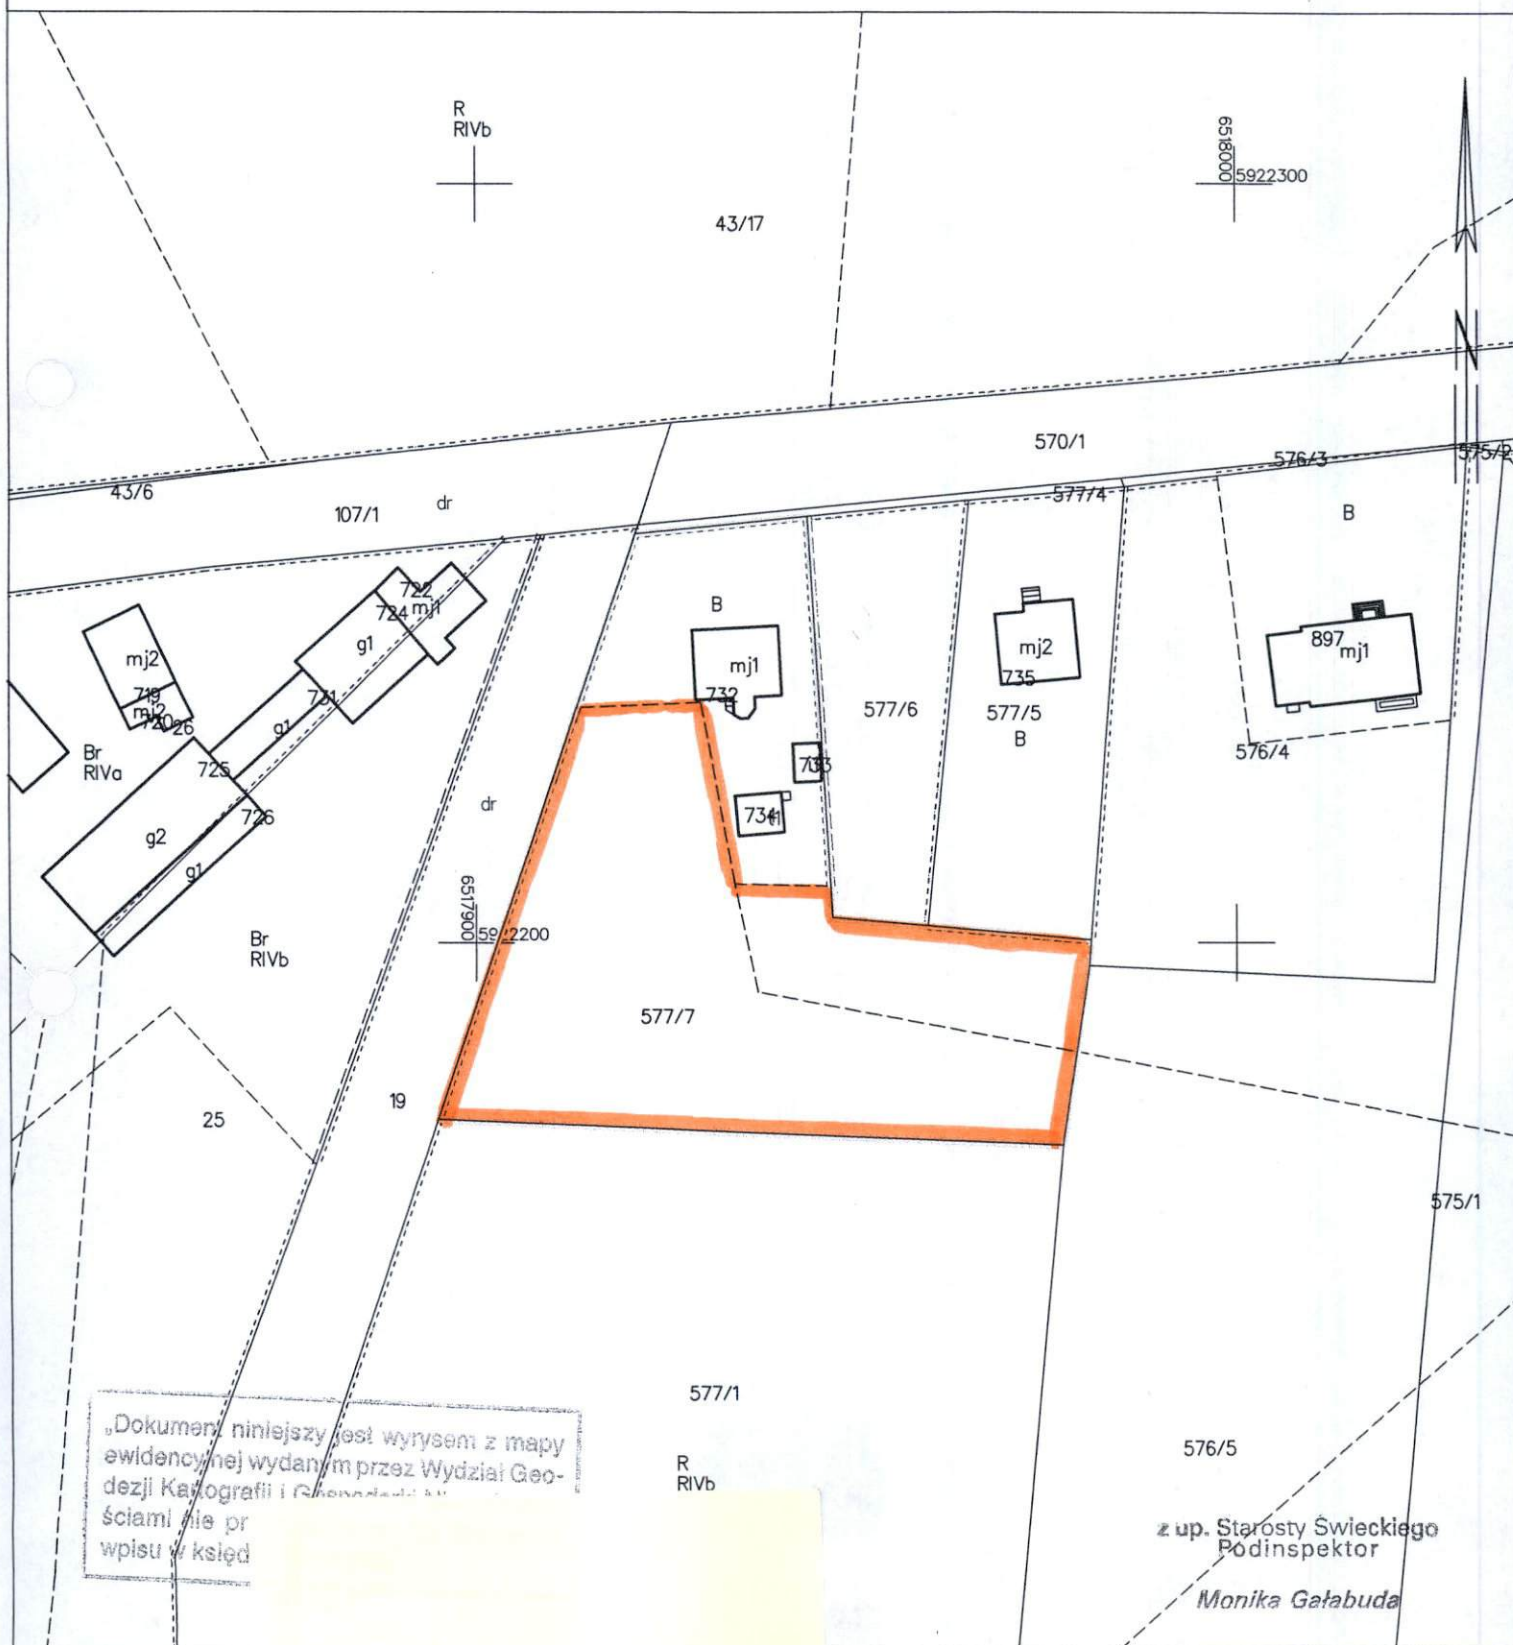 R
RIVb
6518000
5922300
43/17
N
570/1
576/3
575/2
43/6
577/4
107/1
dr
B
722
724
mj1
B
g1
mj1
mj2
897
mj1
mj2
719
mj2
720
26
731
732
735
577/6
577/5
B
g1
Br
RIVa
725
733
576/4
dr
726
734
g2
g1
6517900
5922200
Br
RIVb
577/7
19
25
575/1
577/1
„Dokument niniejszy jest wyrysem z mapy
ewidencyjnej wydanym przez Wydział Geo-
dezji Kartografii i Gospodarki
ściami nie pr
wpisu w księd
R
RIVb
576/5
z up. Starosty Świeckiego
Podinspektor
Monika Gałabuda